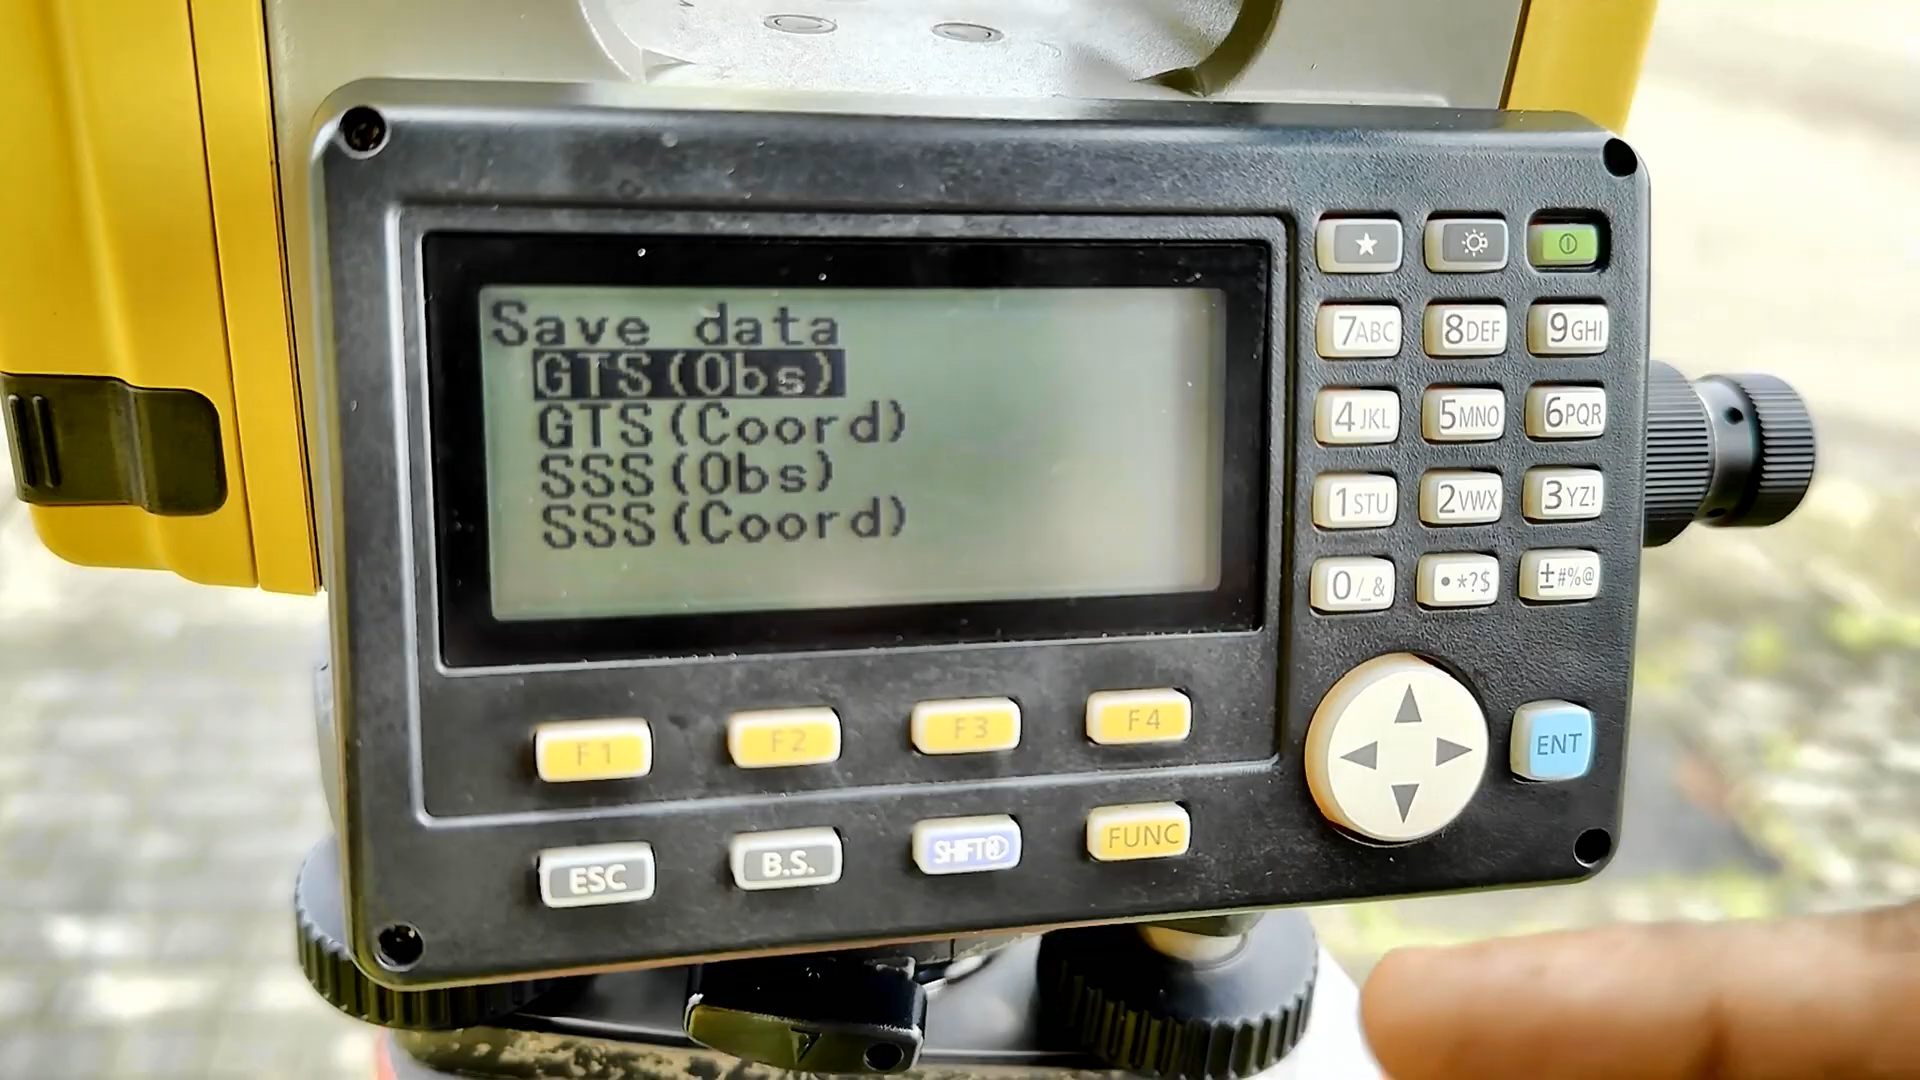 Save data
GTS(Obs)
GTS(Coord)
SSS(Obs)
SSS(Coord)
7ABC 8DEF 9GHI
4JKL 5MNO 6PQR
1STU 2VWX 3YZ!
0/_& •*?$ ±#%@
F1 F2 F3 F4
ENT
ESC B.S. SHIFT FUNC